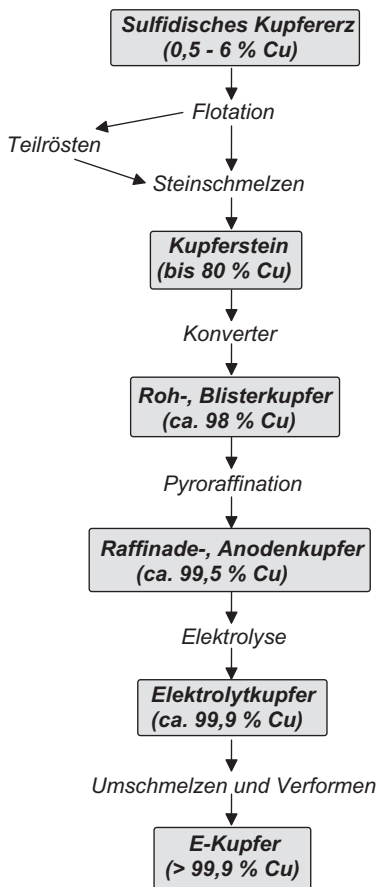 Sulfidisches Kupfererz
(0,5 - 6 % Cu)
Flotation
Teilrösten
Steinschmelzen
Kupferstein
(bis 80 % Cu)
Konverter
Roh-, Blisterkupfer
(ca. 98 % Cu)
Pyroraffination
Raffinade-, Anodenkupfer
(ca. 99,5 % Cu)
Elektrolyse
Elektrolytkupfer
(ca. 99,9 % Cu)
Umschmelzen und Verformen
E-Kupfer
(> 99,9 % Cu)